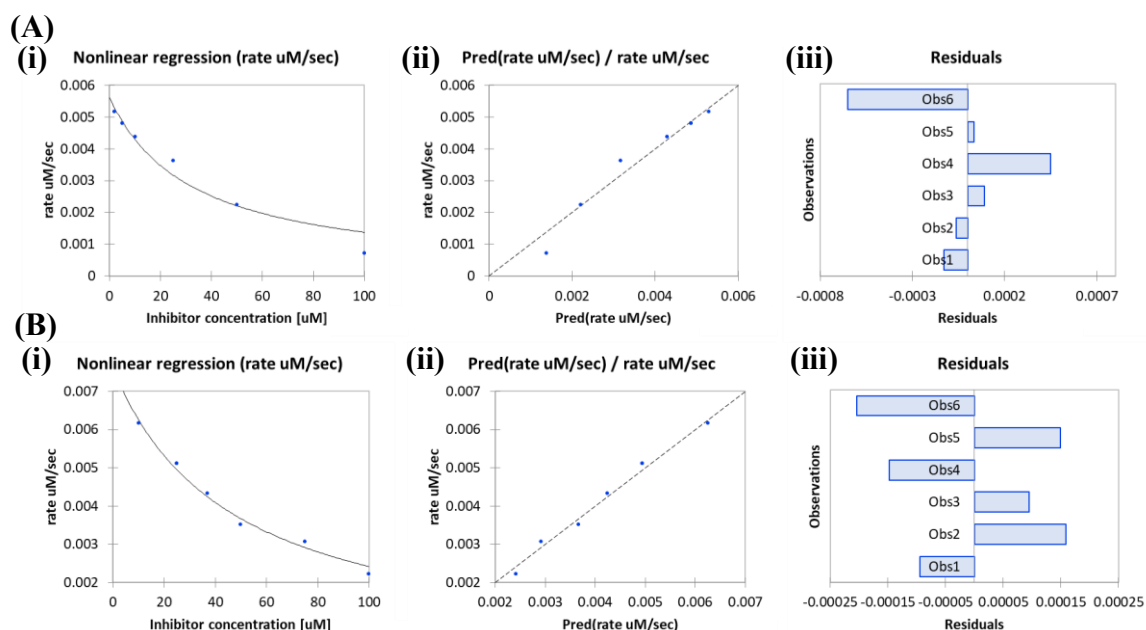 (A)
(i)
Nonlinear regression (rate uM/sec)
rate uM/sec
0.006
0.005
0.004
0.003
0.002
0.001
0
0 20 40 60 80 100
Inhibitor concentration [uM]
(ii)
Pred(rate uM/sec) / rate uM/sec
rate uM/sec
0.006
0.005
0.004
0.003
0.002
0.001
0
0 0.002 0.004 0.006
Pred(rate uM/sec)
(iii)
Residuals
Observations
Obs6
Obs5
Obs4
Obs3
Obs2
Obs1
-0.0008 -0.0003 0.0002 0.0007
Residuals
(B)
(i)
Nonlinear regression (rate uM/sec)
rate uM/sec
0.007
0.006
0.005
0.004
0.003
0.002
0 20 40 60 80 100
Inhibitor concentration [uM]
(ii)
Pred(rate uM/sec) / rate uM/sec
rate uM/sec
0.007
0.006
0.005
0.004
0.003
0.002
0.002 0.003 0.004 0.005 0.006 0.007
Pred(rate uM/sec)
(iii)
Residuals
Observations
Obs6
Obs5
Obs4
Obs3
Obs2
Obs1
-0.00025 -0.00015 -0.00005 0.00005 0.00015 0.00025
Residuals